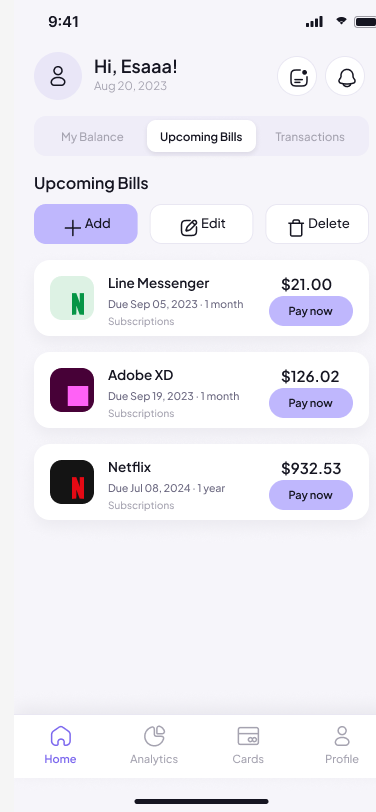 9:41
Hi, Esaaa!
Aug 20, 2023
My Balance Upcoming Bills Transactions
Upcoming Bills
Add Edit Delete
Line Messenger $21.00
Due Sep 05, 2023 · 1 month Pay now
Subscriptions
Adobe XD $126.02
Due Sep 19, 2023 · 1 month Pay now
Subscriptions
Netflix $932.53
Due Jul 08, 2024 · 1 year Pay now
Subscriptions
Home Analytics Cards Profile